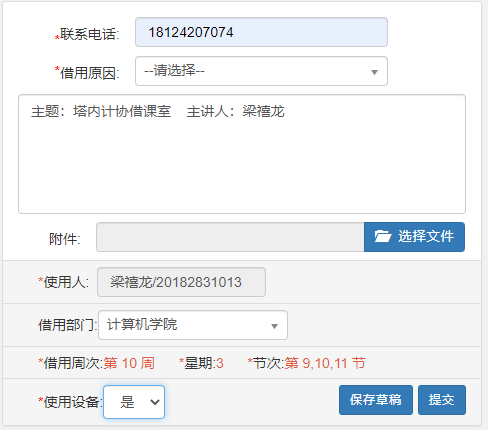 *联系电话: 18124207074
*借用原因: --请选择--
主题：塔内计协借课室 主讲人：梁禧龙
附件: 选择文件
*使用人: 梁禧龙/20182831013
借用部门:计算机学院
*借用周次:第 10 周 *星期:3 *节次:第 9,10,11 节
*使用设备: 是 保存草稿 提交